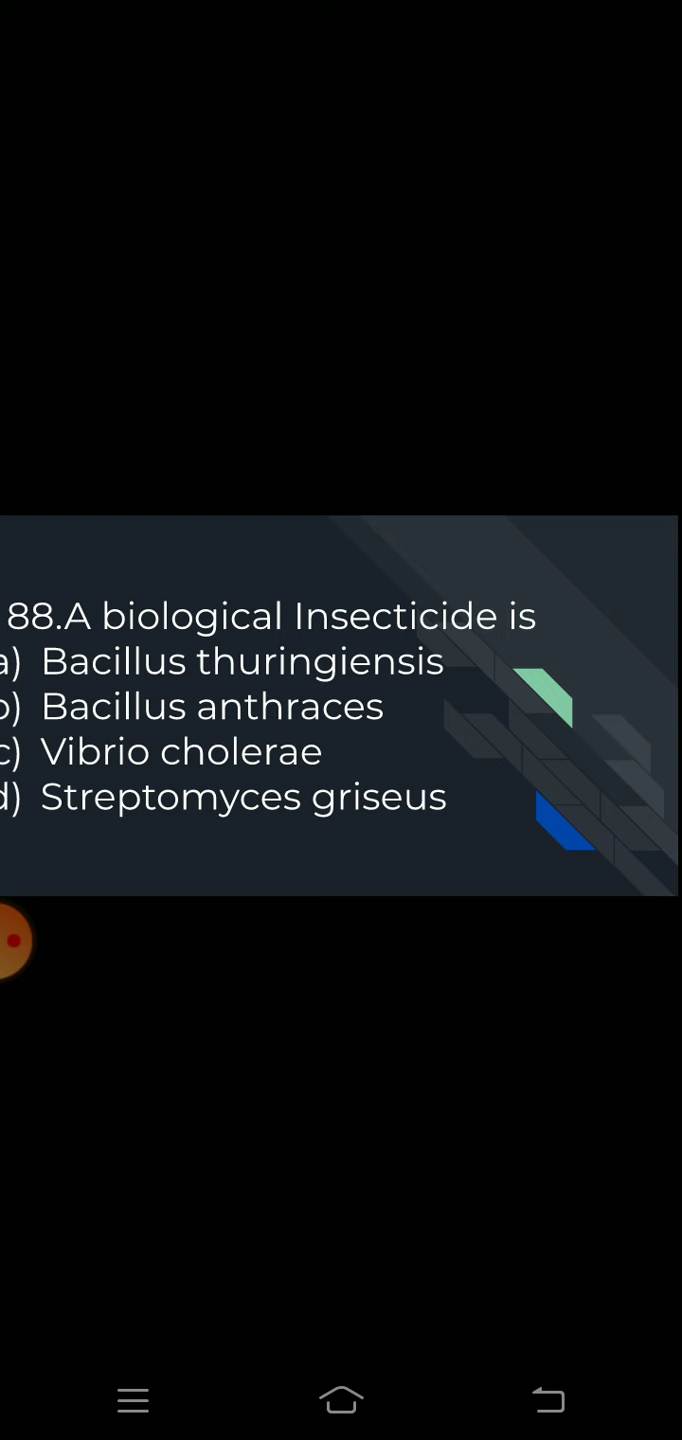 88.A biological Insecticide is
a) Bacillus thuringiensis
b) Bacillus anthraces
c) Vibrio cholerae
d) Streptomyces griseus